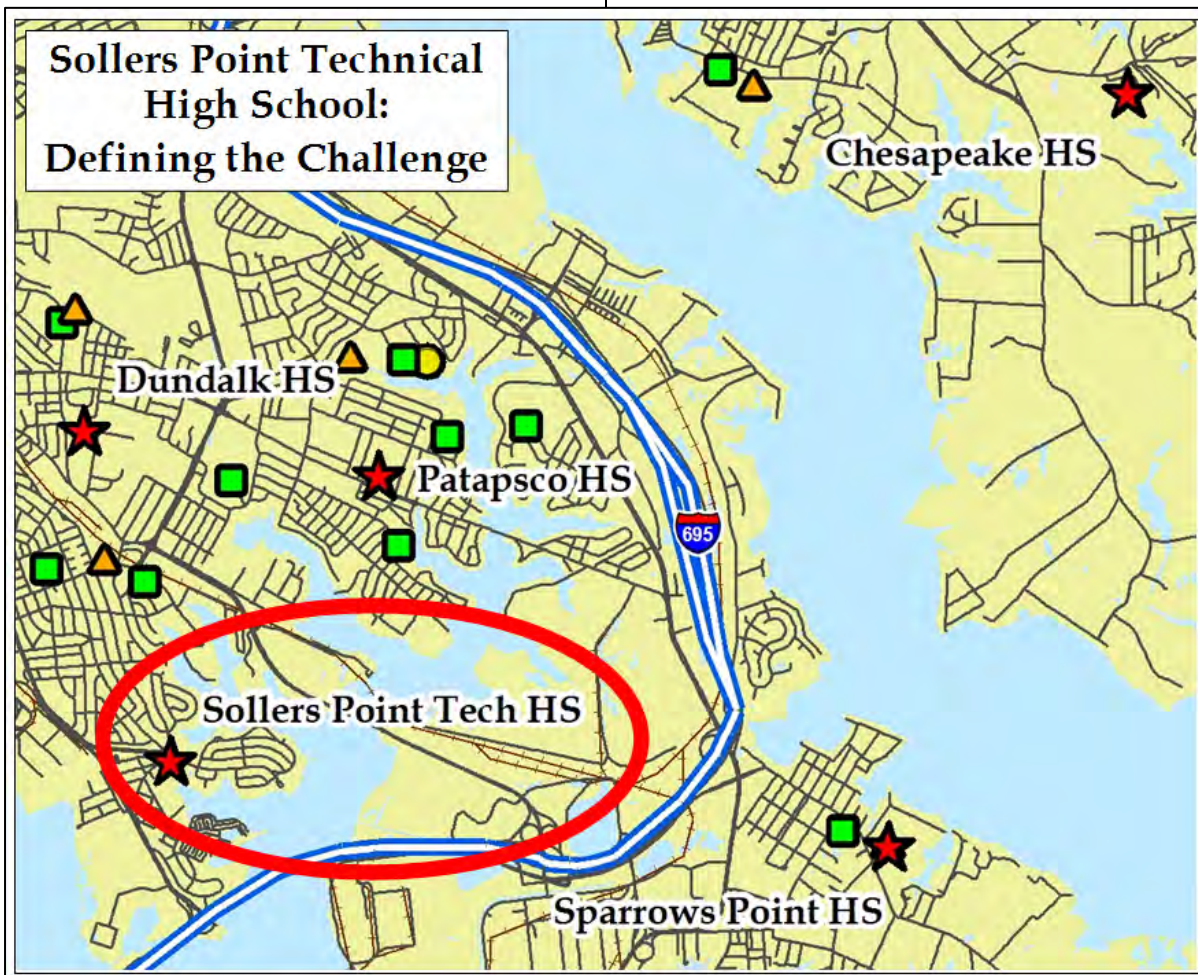 Sollers Point Technical
High School:
Defining the Challenge
Chesapeake HS
Dundalk HS
Patapsco HS
695
Sollers Point Tech HS
Sparrows Point HS